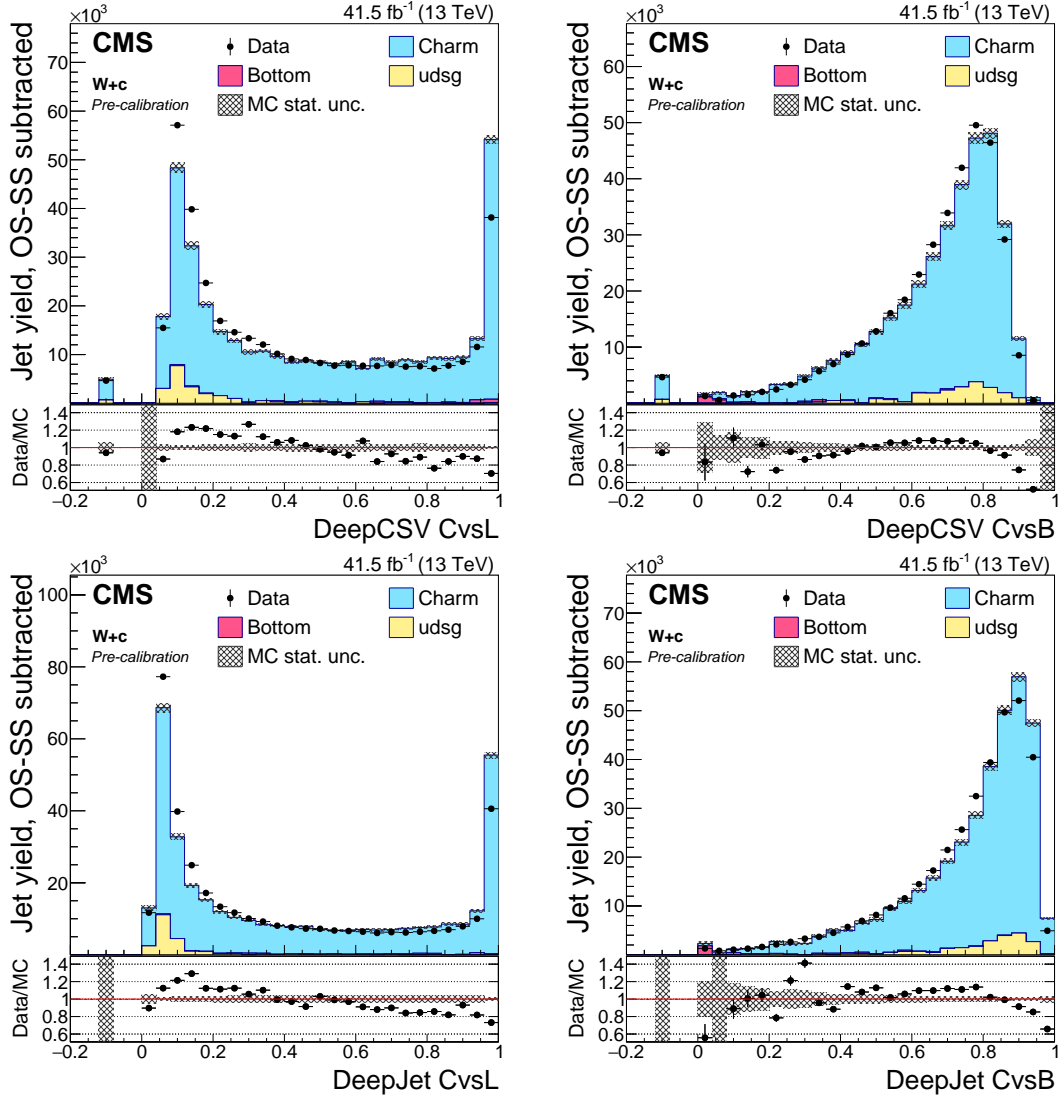 ×10³ 41.5 fb⁻¹ (13 TeV)
CMS
W+c
Pre-calibration
Data
Charm
Bottom
udsg
MC stat. unc.
Jet yield, OS-SS subtracted
70
60
50
40
30
20
10
Data/MC
1.4
1.2
1
0.8
0.6
−0.2 0 0.2 0.4 0.6 0.8 1
DeepCSV CvsL
×10³ 41.5 fb⁻¹ (13 TeV)
CMS
W+c
Pre-calibration
Data
Charm
Bottom
udsg
MC stat. unc.
Jet yield, OS-SS subtracted
60
50
40
30
20
10
Data/MC
1.4
1.2
1
0.8
0.6
−0.2 0 0.2 0.4 0.6 0.8 1
DeepCSV CvsB
×10³ 41.5 fb⁻¹ (13 TeV)
CMS
W+c
Pre-calibration
Data
Charm
Bottom
udsg
MC stat. unc.
Jet yield, OS-SS subtracted
100
80
60
40
20
Data/MC
1.4
1.2
1
0.8
0.6
−0.2 0 0.2 0.4 0.6 0.8 1
DeepJet CvsL
×10³ 41.5 fb⁻¹ (13 TeV)
CMS
W+c
Pre-calibration
Data
Charm
Bottom
udsg
MC stat. unc.
Jet yield, OS-SS subtracted
70
60
50
40
30
20
10
Data/MC
1.4
1.2
1
0.8
0.6
−0.2 0 0.2 0.4 0.6 0.8 1
DeepJet CvsB